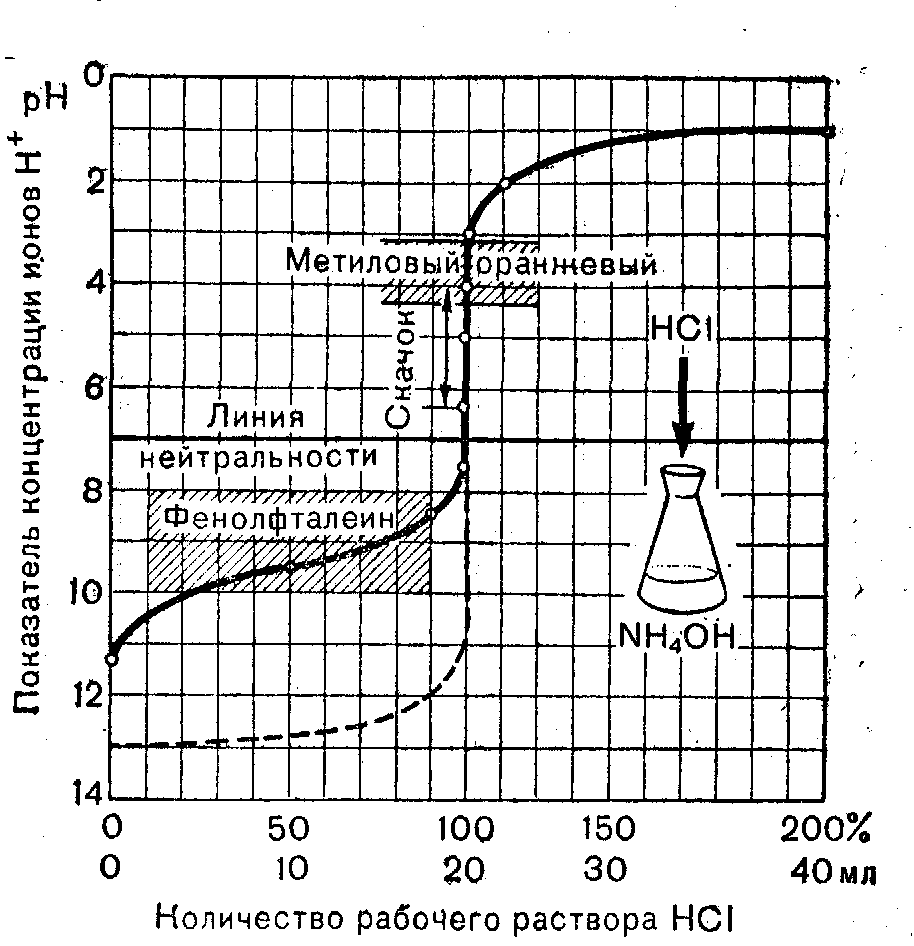 0
pH
2
4
6
8
10
12
14
Показатель концентрации ионов H⁺
Метиловый оранжевый
Скачок
Линия
нейтральности
Фенолфталеин
HCl
NH₄OH
0 50 100 150 200%
0 10 20 30 40 мл
Количество рабочего раствора HCl